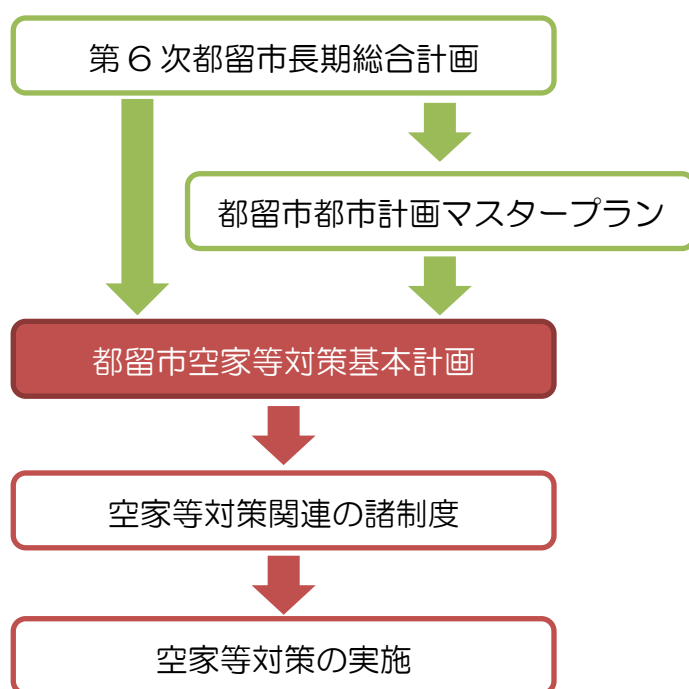 第6次都留市長期総合計画
都留市都市計画マスタープラン
都留市空家等対策基本計画
空家等対策関連の諸制度
空家等対策の実施